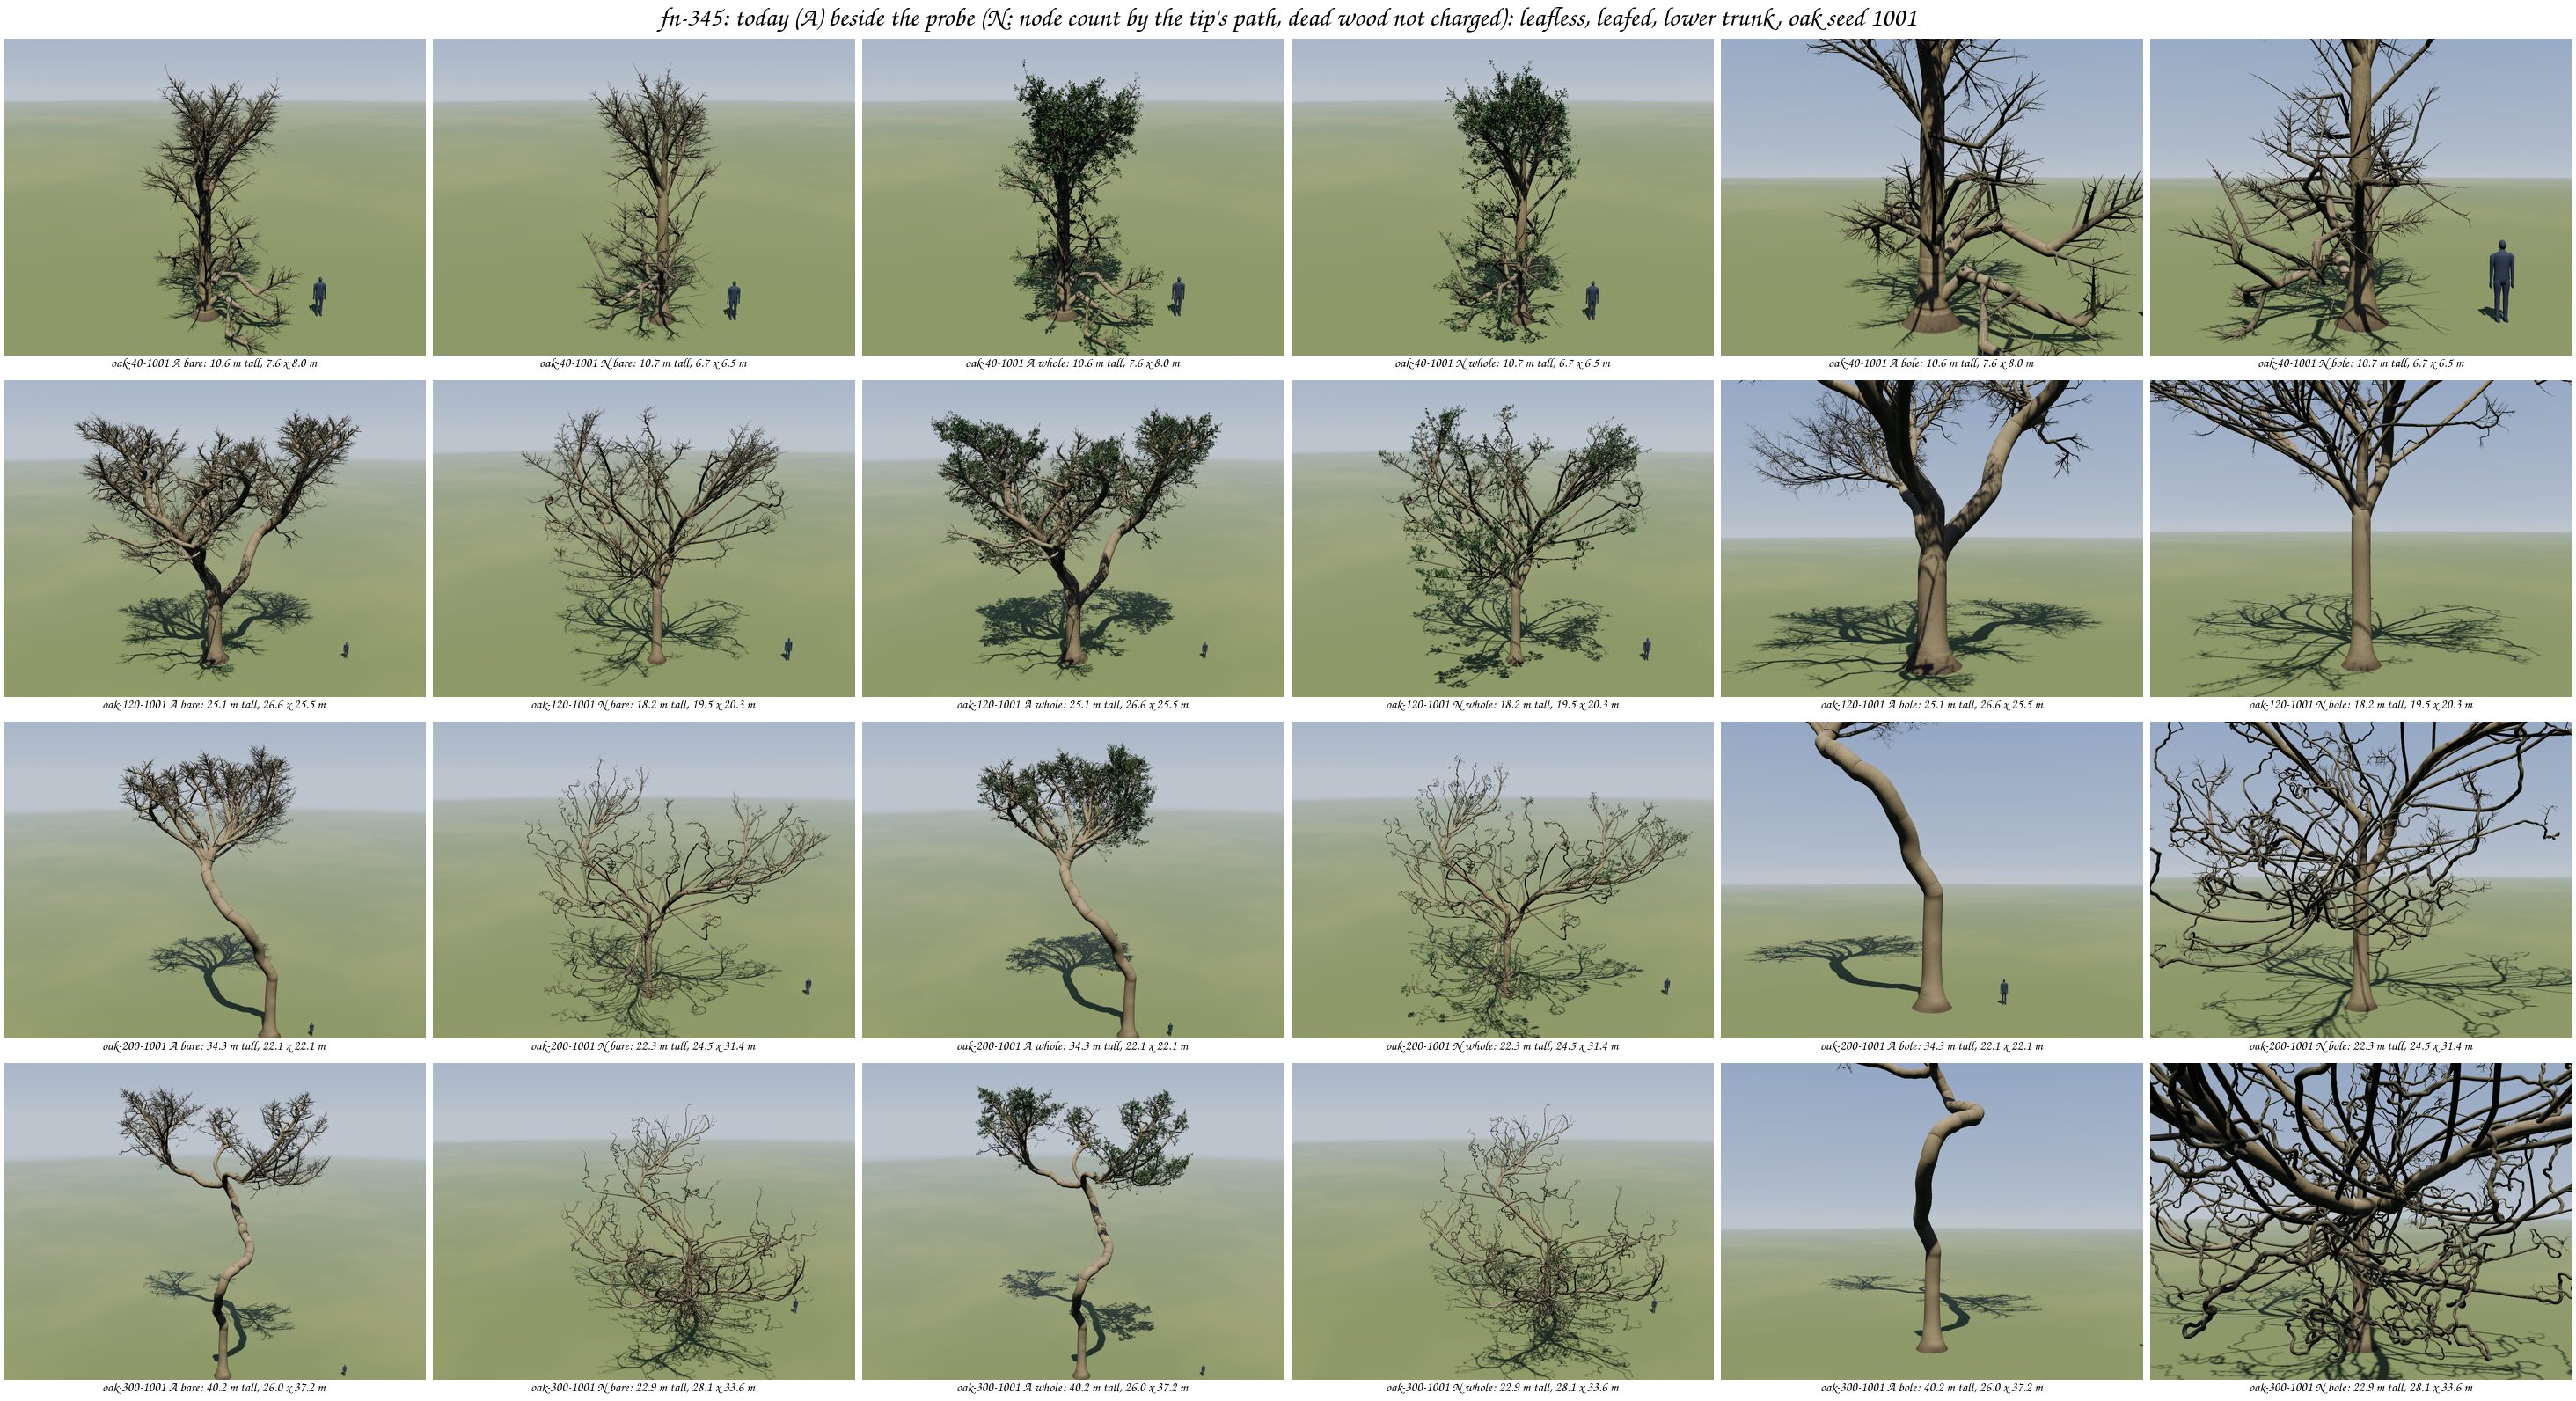 fn-345: today (A) beside the probe (N: node count by the tip's path, dead wood not charged): leafless, leafed, lower trunk, oak seed 1001
oak-40-1001 A bare: 10.6 m tall, 7.6 x 8.0 m
oak-40-1001 N bare: 10.7 m tall, 6.7 x 6.5 m
oak-40-1001 A whole: 10.6 m tall, 7.6 x 8.0 m
oak-40-1001 N whole: 10.7 m tall, 6.7 x 6.5 m
oak-40-1001 A bole: 10.6 m tall, 7.6 x 8.0 m
oak-40-1001 N bole: 10.7 m tall, 6.7 x 6.5 m
oak-120-1001 A bare: 25.1 m tall, 26.6 x 25.5 m
oak-120-1001 N bare: 18.2 m tall, 19.5 x 20.3 m
oak-120-1001 A whole: 25.1 m tall, 26.6 x 25.5 m
oak-120-1001 N whole: 18.2 m tall, 19.5 x 20.3 m
oak-120-1001 A bole: 25.1 m tall, 26.6 x 25.5 m
oak-120-1001 N bole: 18.2 m tall, 19.5 x 20.3 m
oak-200-1001 A bare: 34.3 m tall, 22.1 x 22.1 m
oak-200-1001 N bare: 22.3 m tall, 24.5 x 31.4 m
oak-200-1001 A whole: 34.3 m tall, 22.1 x 22.1 m
oak-200-1001 N whole: 22.3 m tall, 24.5 x 31.4 m
oak-200-1001 A bole: 34.3 m tall, 22.1 x 22.1 m
oak-200-1001 N bole: 22.3 m tall, 24.5 x 31.4 m
oak-300-1001 A bare: 40.2 m tall, 26.0 x 37.2 m
oak-300-1001 N bare: 22.9 m tall, 28.1 x 33.6 m
oak-300-1001 A whole: 40.2 m tall, 26.0 x 37.2 m
oak-300-1001 N whole: 22.9 m tall, 28.1 x 33.6 m
oak-300-1001 A bole: 40.2 m tall, 26.0 x 37.2 m
oak-300-1001 N bole: 22.9 m tall, 28.1 x 33.6 m